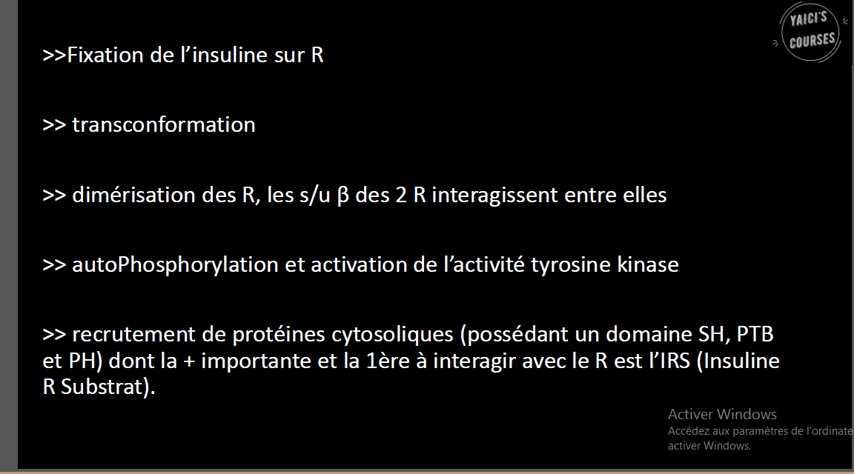 YAICI'S
COURSES
>>Fixation de l'insuline sur R
>> transconformation
>> dimérisation des R, les s/u β des 2 R interagissent entre elles
>> autoPhosphorylation et activation de l'activité tyrosine kinase
>> recrutement de protéines cytosoliques (possédant un domaine SH, PTB
et PH) dont la + importante et la 1ère à interagir avec le R est l'IRS (Insuline
R Substrat).
Activer Windows
Accédez aux paramètres de l'ordinate
activer Windows.